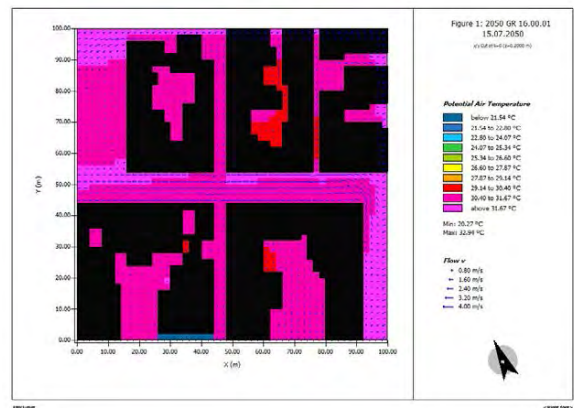 Figure 1: 2050 GR 16.00.01
15.07.2050
Potential Air Temperature
below 21.54 °C
21.54 to 22.80 °C
22.80 to 24.07 °C
24.07 to 25.34 °C
25.34 to 26.60 °C
26.60 to 27.87 °C
27.87 to 29.14 °C
29.14 to 30.40 °C
30.40 to 31.67 °C
above 31.67 °C
Min: 20.27 °C
Max: 32.94 °C
Flow v
0.80 m/s
1.60 m/s
2.40 m/s
3.20 m/s
4.00 m/s
Y (m)
100.00
90.00
80.00
70.00
60.00
50.00
40.00
30.00
20.00
10.00
0.00
0.00 10.00 20.00 30.00 40.00 50.00 60.00 70.00 80.00 90.00 100.00
X (m)